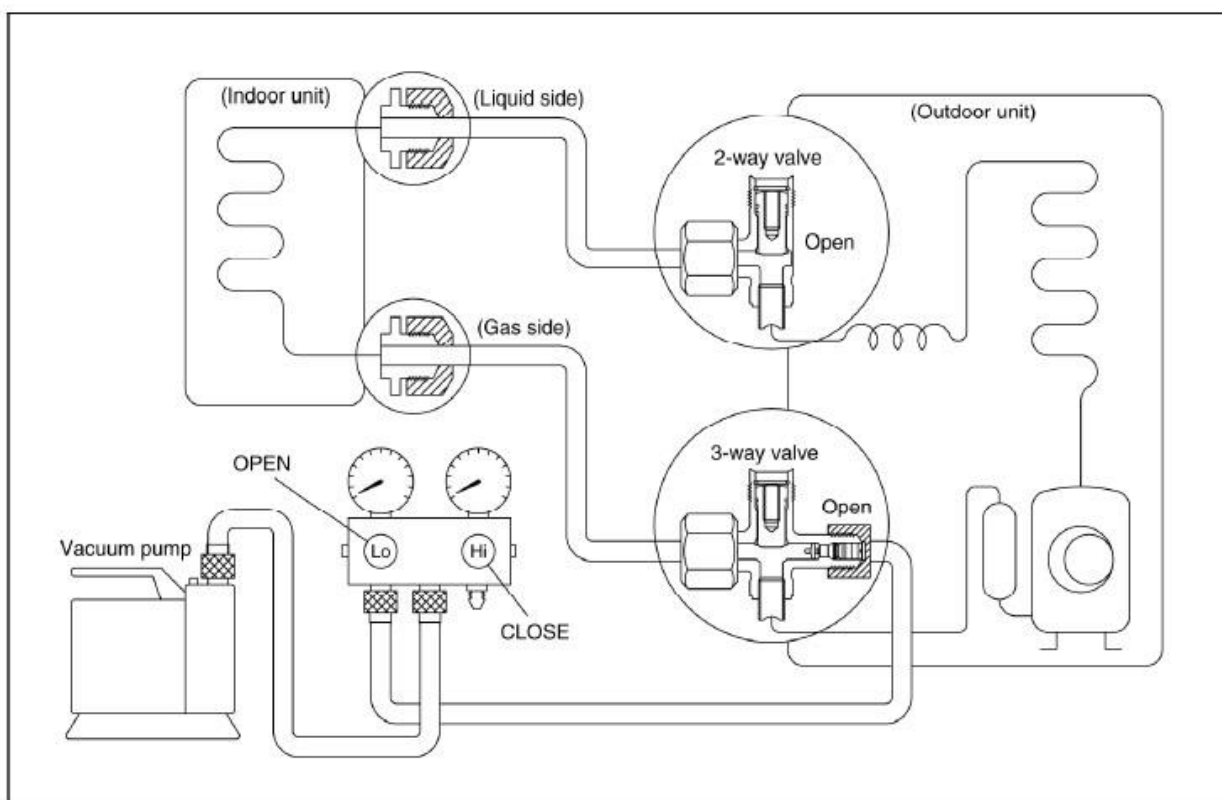 (Indoor unit)
(Liquid side)
(Outdoor unit)
2-way valve
Open
(Gas side)
3-way valve
Open
OPEN
Lo
Hi
Vacuum pump
CLOSE